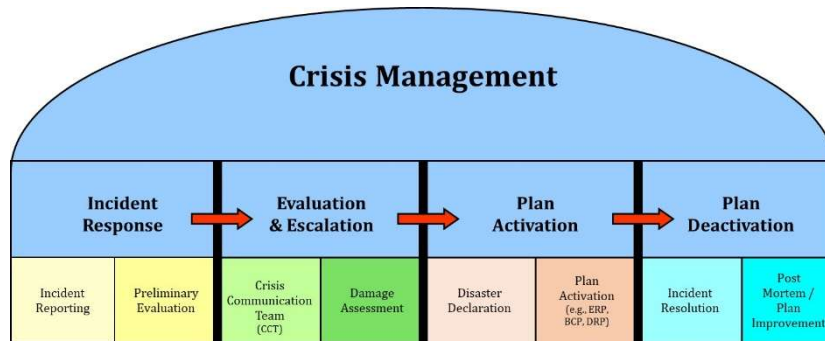 Crisis Management
Incident
Response
Evaluation
& Escalation
Plan
Activation
Plan
Deactivation
Incident
Reporting
Preliminary
Evaluation
Crisis
Communication
Team
(CCT)
Damage
Assessment
Disaster
Declaration
Plan
Activation
(e.g., ERP,
BCP, DRP)
Incident
Resolution
Post
Mortem /
Plan
Improvement